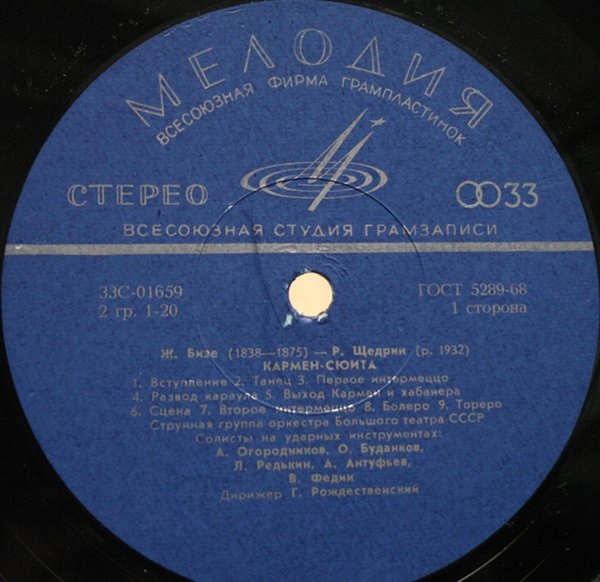 МЕЛОДИЯ
ВСЕСОЮЗНАЯ ФИРМА ГРАМПЛАСТИНОК
СТЕРЕО
33
ВСЕСОЮЗНАЯ СТУДИЯ ГРАМЗАПИСИ
33С-01659
2 гр. 1-20
ГОСТ 5289-68
1 сторона
Ж. Бизе (1838—1875) — Р. Щедрин (р. 1932)
КАРМЕН-СЮИТА
1. Вступление 2. Танец 3. Первое интермеццо
4. Развод караула 5. Выход Кармен и хабанера
6. Сцена 7. Второе интермеццо 8. Болеро 9. Тореро
Струнная группа оркестра Большого театра СССР
Солисты на ударных инструментах:
А. Огородников, О. Буданков,
Л. Редькин, А. Антуфьев,
В. Федин
Дирижер Г. Рождественский